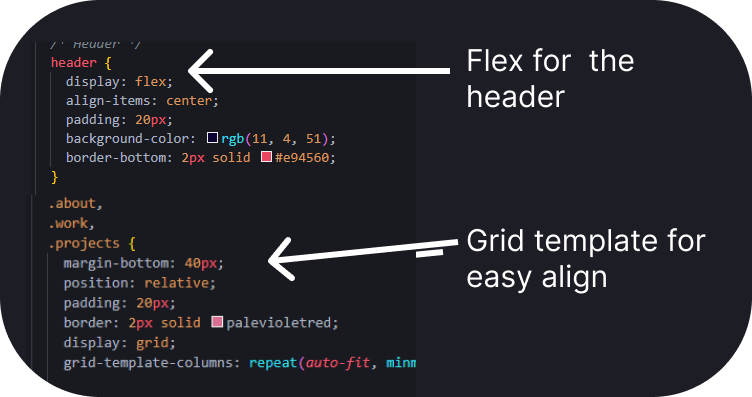 /* Header */
header {
display: flex;
align-items: center;
padding: 20px;
background-color: rgb(11, 4, 51);
border-bottom: 2px solid #e94560;
}
.about,
.work,
.projects {
margin-bottom: 40px;
position: relative;
padding: 20px;
border: 2px solid palevioletred;
display: grid;
grid-template-columns: repeat(auto-fit, minm
Flex for the
header
Grid template for
easy align